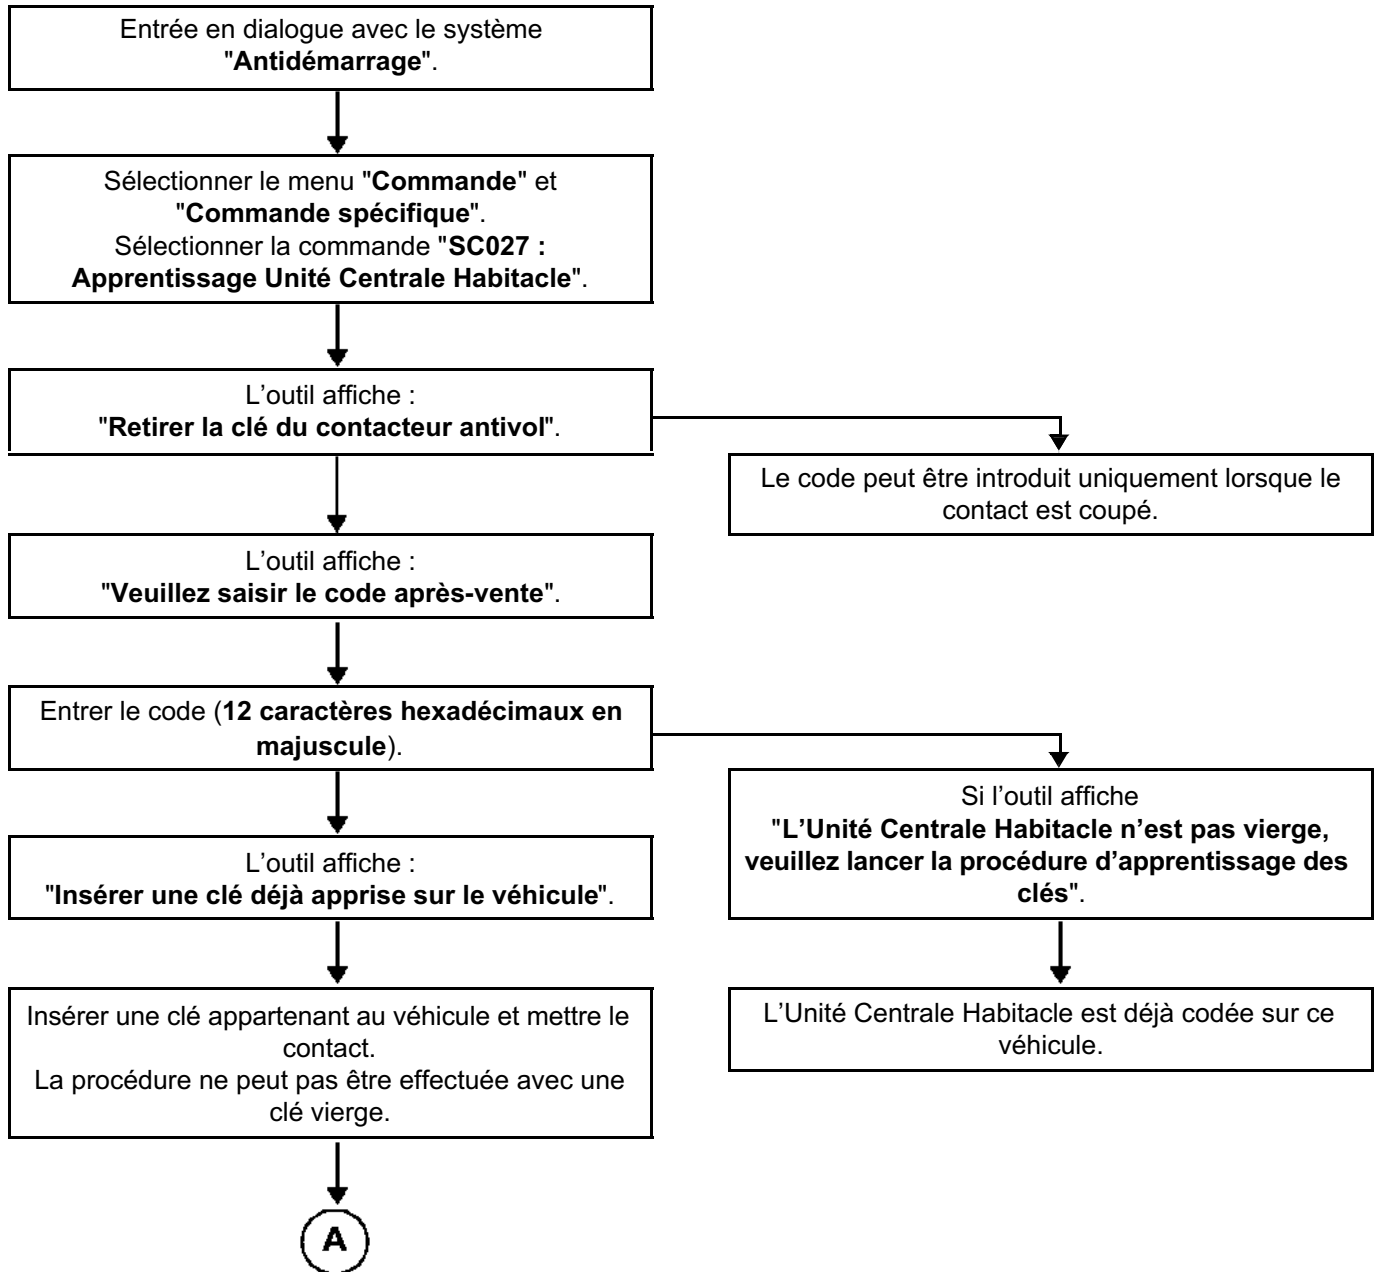 Entrée en dialogue avec le système
"Antidémarrage".
Sélectionner le menu "Commande" et
"Commande spécifique".
Sélectionner la commande "SC027 :
Apprentissage Unité Centrale Habitacle".
L'outil affiche :
"Retirer la clé du contacteur antivol".
Le code peut être introduit uniquement lorsque le
contact est coupé.
L'outil affiche :
"Veuillez saisir le code après-vente".
Entrer le code (12 caractères hexadécimaux en
majuscule).
Si l'outil affiche
"L'Unité Centrale Habitacle n'est pas vierge,
veuillez lancer la procédure d'apprentissage des
clés".
L'outil affiche :
"Insérer une clé déjà apprise sur le véhicule".
Insérer une clé appartenant au véhicule et mettre le
contact.
La procédure ne peut pas être effectuée avec une
clé vierge.
L'Unité Centrale Habitacle est déjà codée sur ce
véhicule.
A